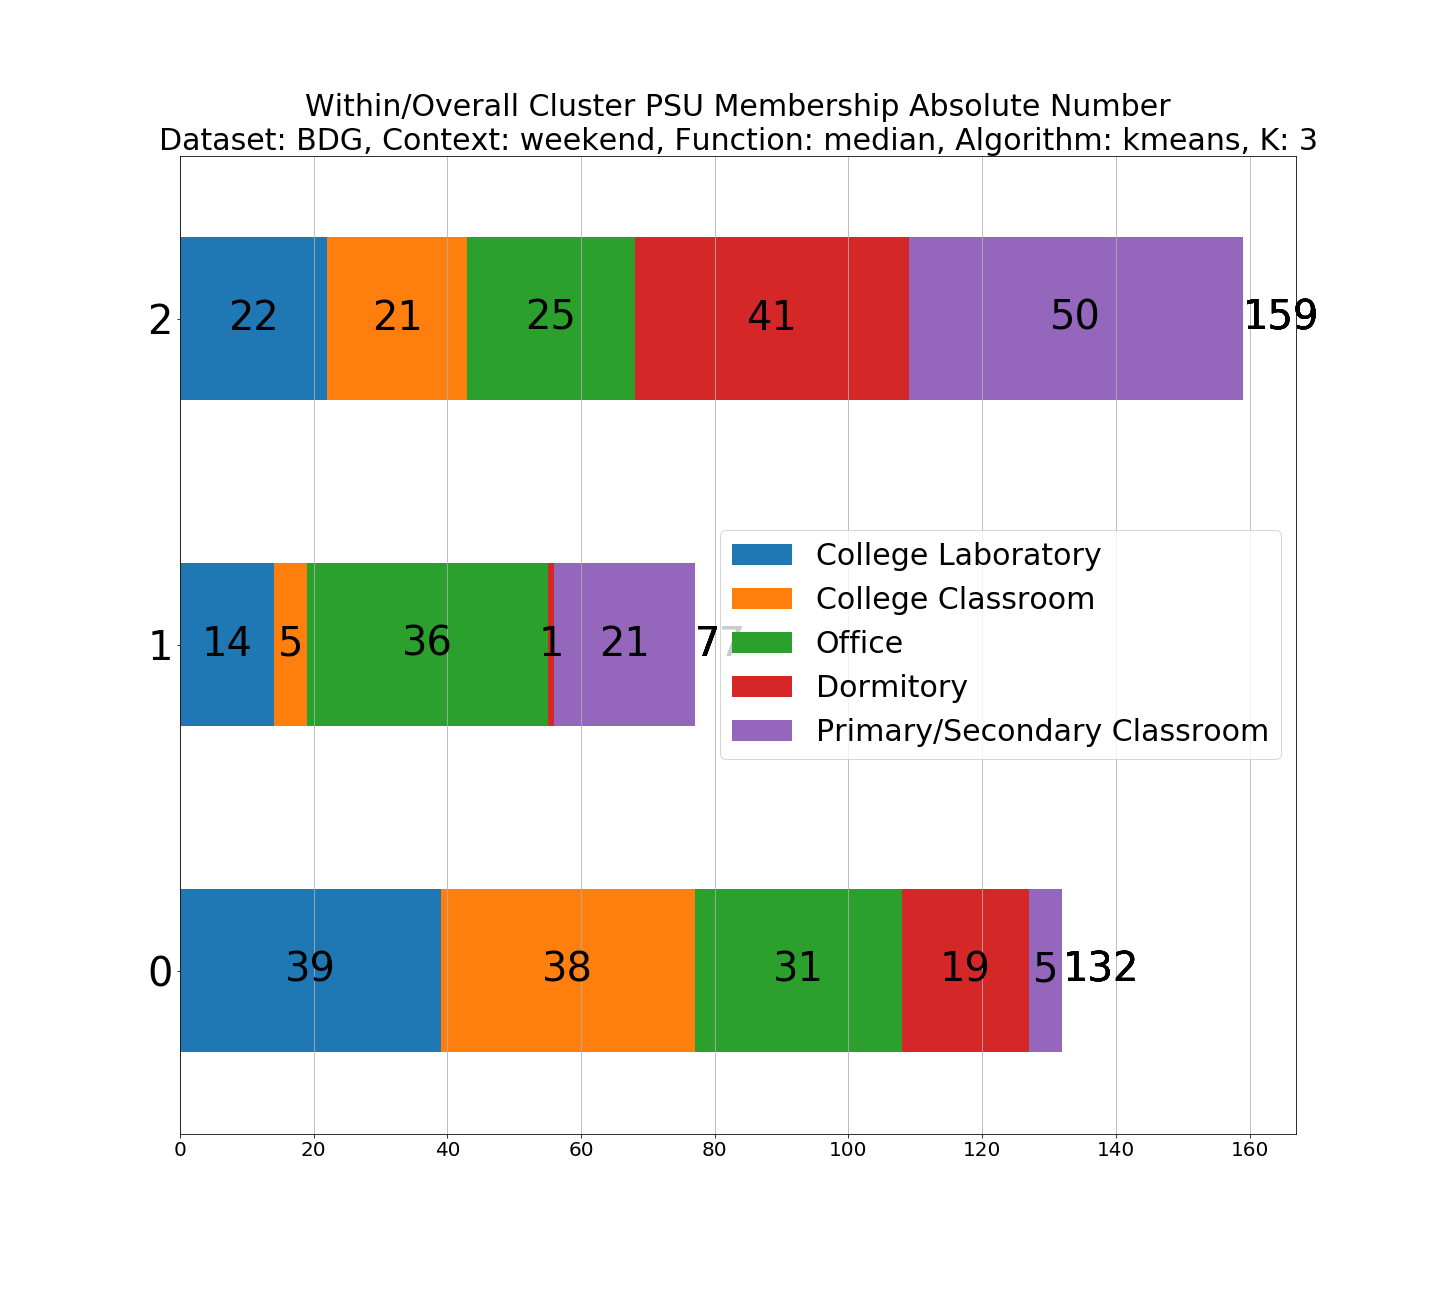 Within/Overall Cluster PSU Membership Absolute Number
Dataset: BDG, Context: weekend, Function: median, Algorithm: kmeans, K: 3
2 22 21 25 41 50 159
College Laboratory
College Classroom
1 14 5 36 1 21 77
Office
Dormitory
Primary/Secondary Classroom
0 39 38 31 19 5 132
0 20 40 60 80 100 120 140 160